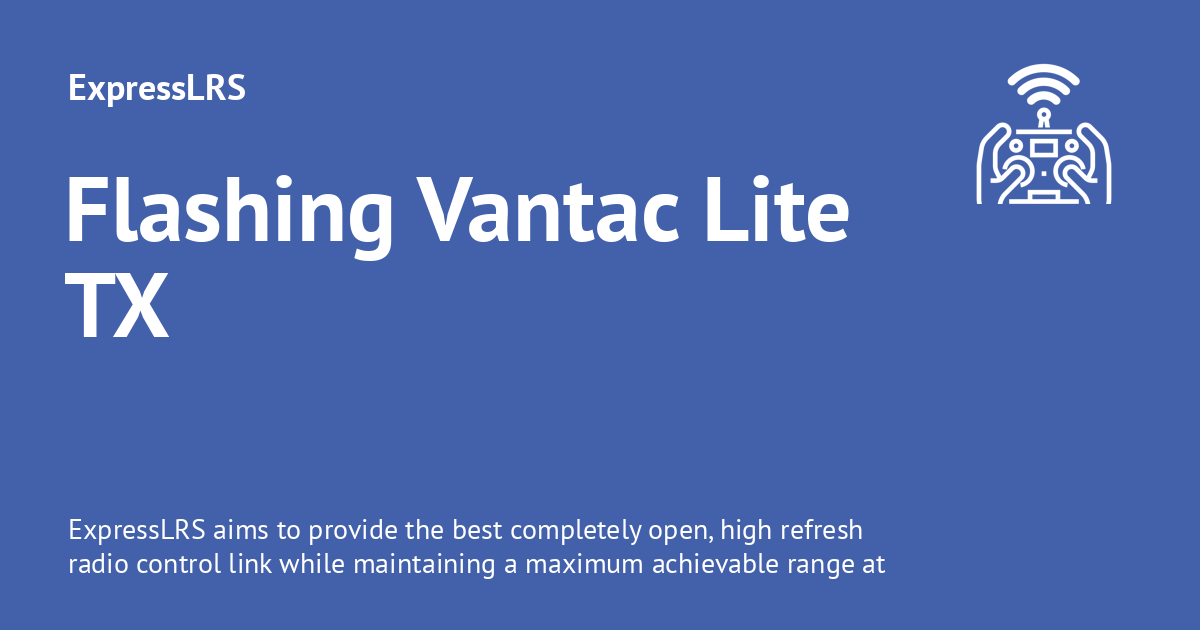 ExpressLRS
Flashing Vantac Lite
TX
ExpressLRS aims to provide the best completely open, high refresh
radio control link while maintaining a maximum achievable range at